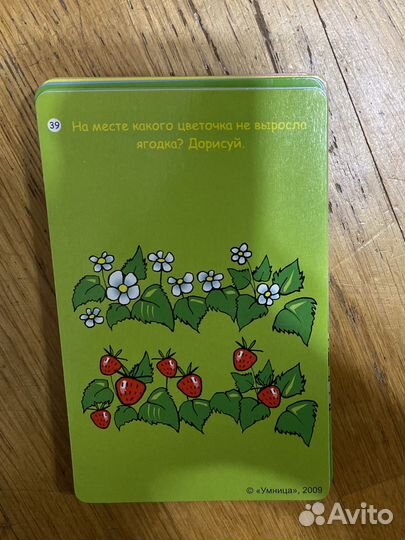 39
На месте какого цветочка не выросла
ягодка? Дорисуй.
© «Умница», 2009
Avito